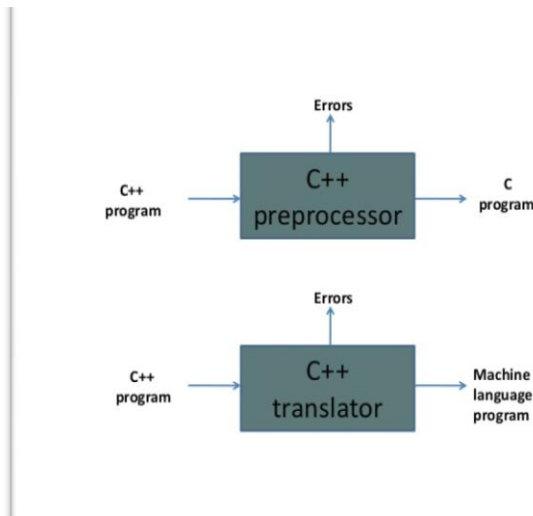 Errors
C++
preprocessor
C++
program
C
program
Errors
C++
translator
C++
program
Machine
language
program